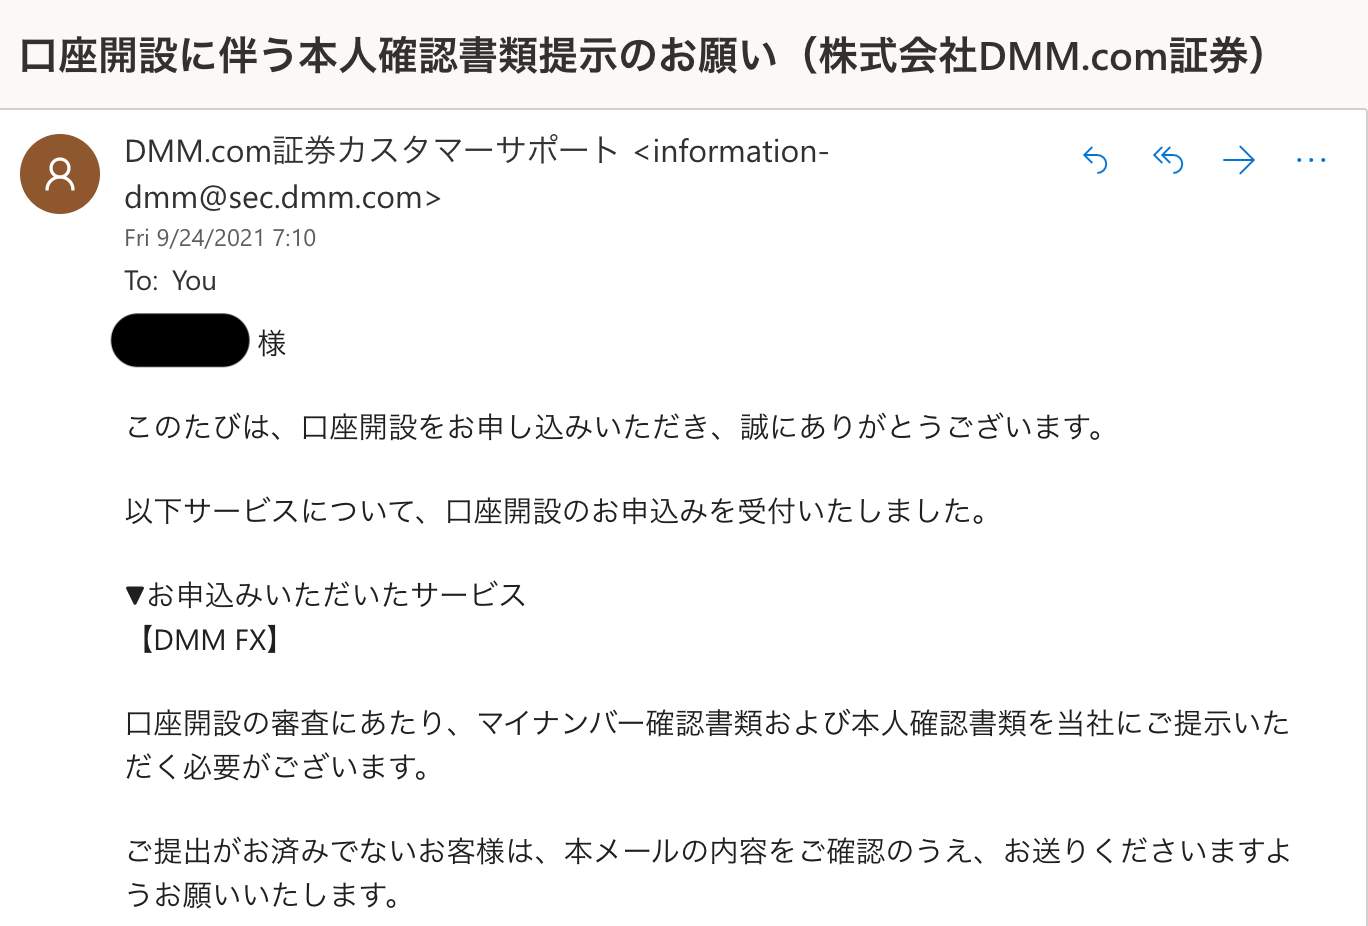 口座開設に伴う本人確認書類提示のお願い（株式会社DMM.com証券）
DMM.com証券カスタマーサポート <information-
dmm@sec.dmm.com>
Fri 9/24/2021 7:10
To: You
様
このたびは、口座開設をお申し込みいただき、誠にありがとうございます。
以下サービスについて、口座開設のお申込みを受付いたしました。
▼お申込みいただいたサービス
【DMM FX】
口座開設の審査にあたり、マイナンバー確認書類および本人確認書類を当社にご提示いた
だく必要がございます。
ご提出がお済みでないお客様は、本メールの内容をご確認のうえ、お送りくださいますよ
うお願いいたします。